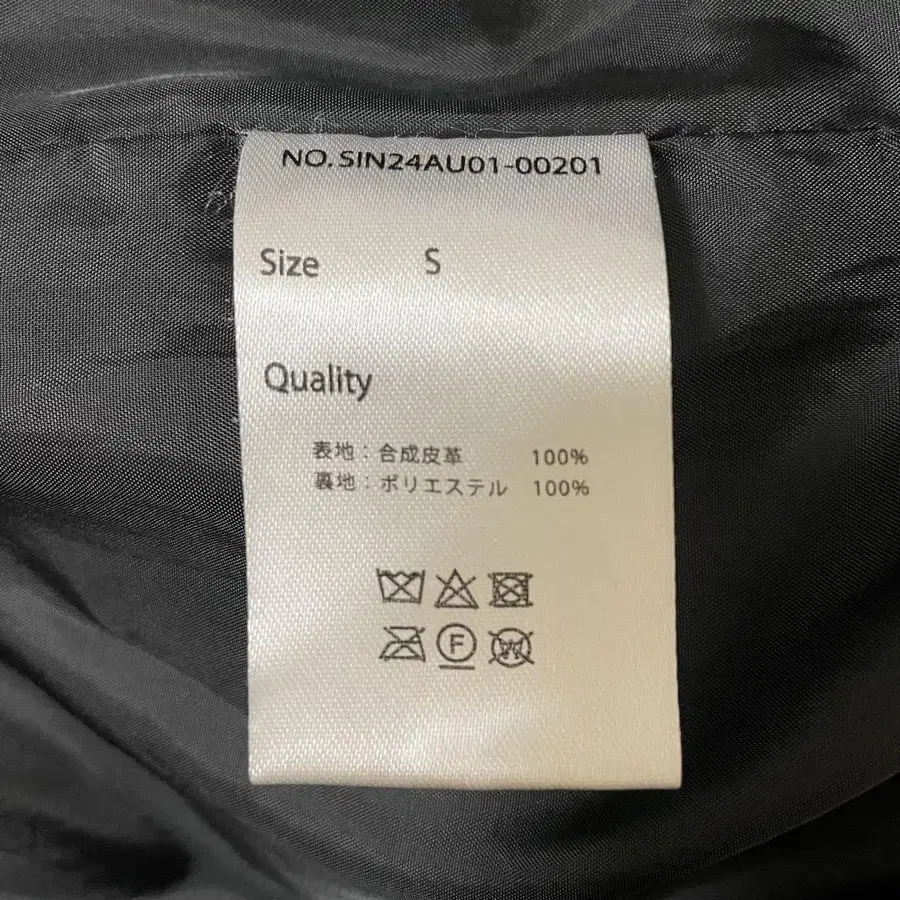 NO. SIN24AU01-00201
Size S
Quality
表地：合成皮革 100%
裏地：ポリエステル 100%
F
W